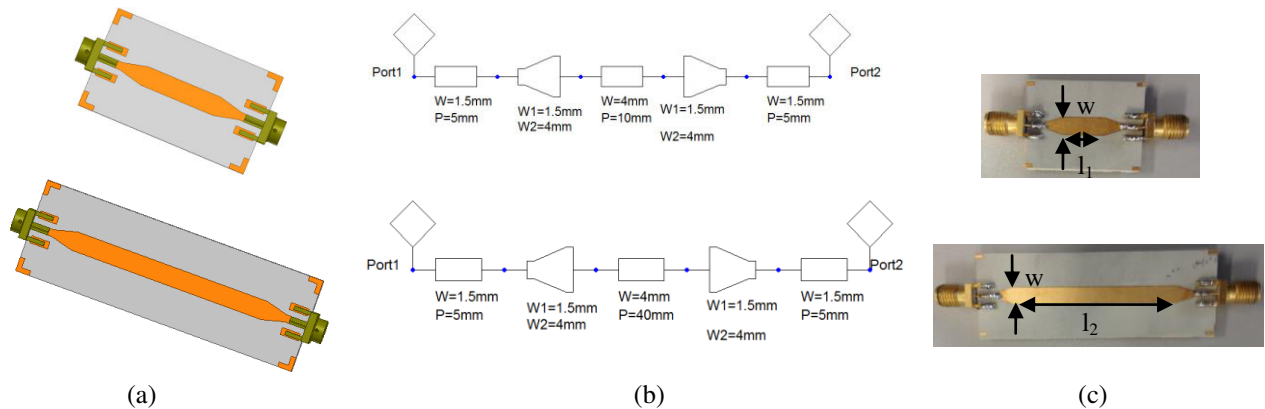 Port1
Port2
W=1.5mm
P=5mm
W1=1.5mm
W2=4mm
W=4mm
P=10mm
W1=1.5mm
W2=4mm
W=1.5mm
P=5mm
Port1
Port2
W=1.5mm
P=5mm
W1=1.5mm
W2=4mm
W=4mm
P=40mm
W1=1.5mm
W2=4mm
W=1.5mm
P=5mm
w
l₁
w
l₂
(a)
(b)
(c)